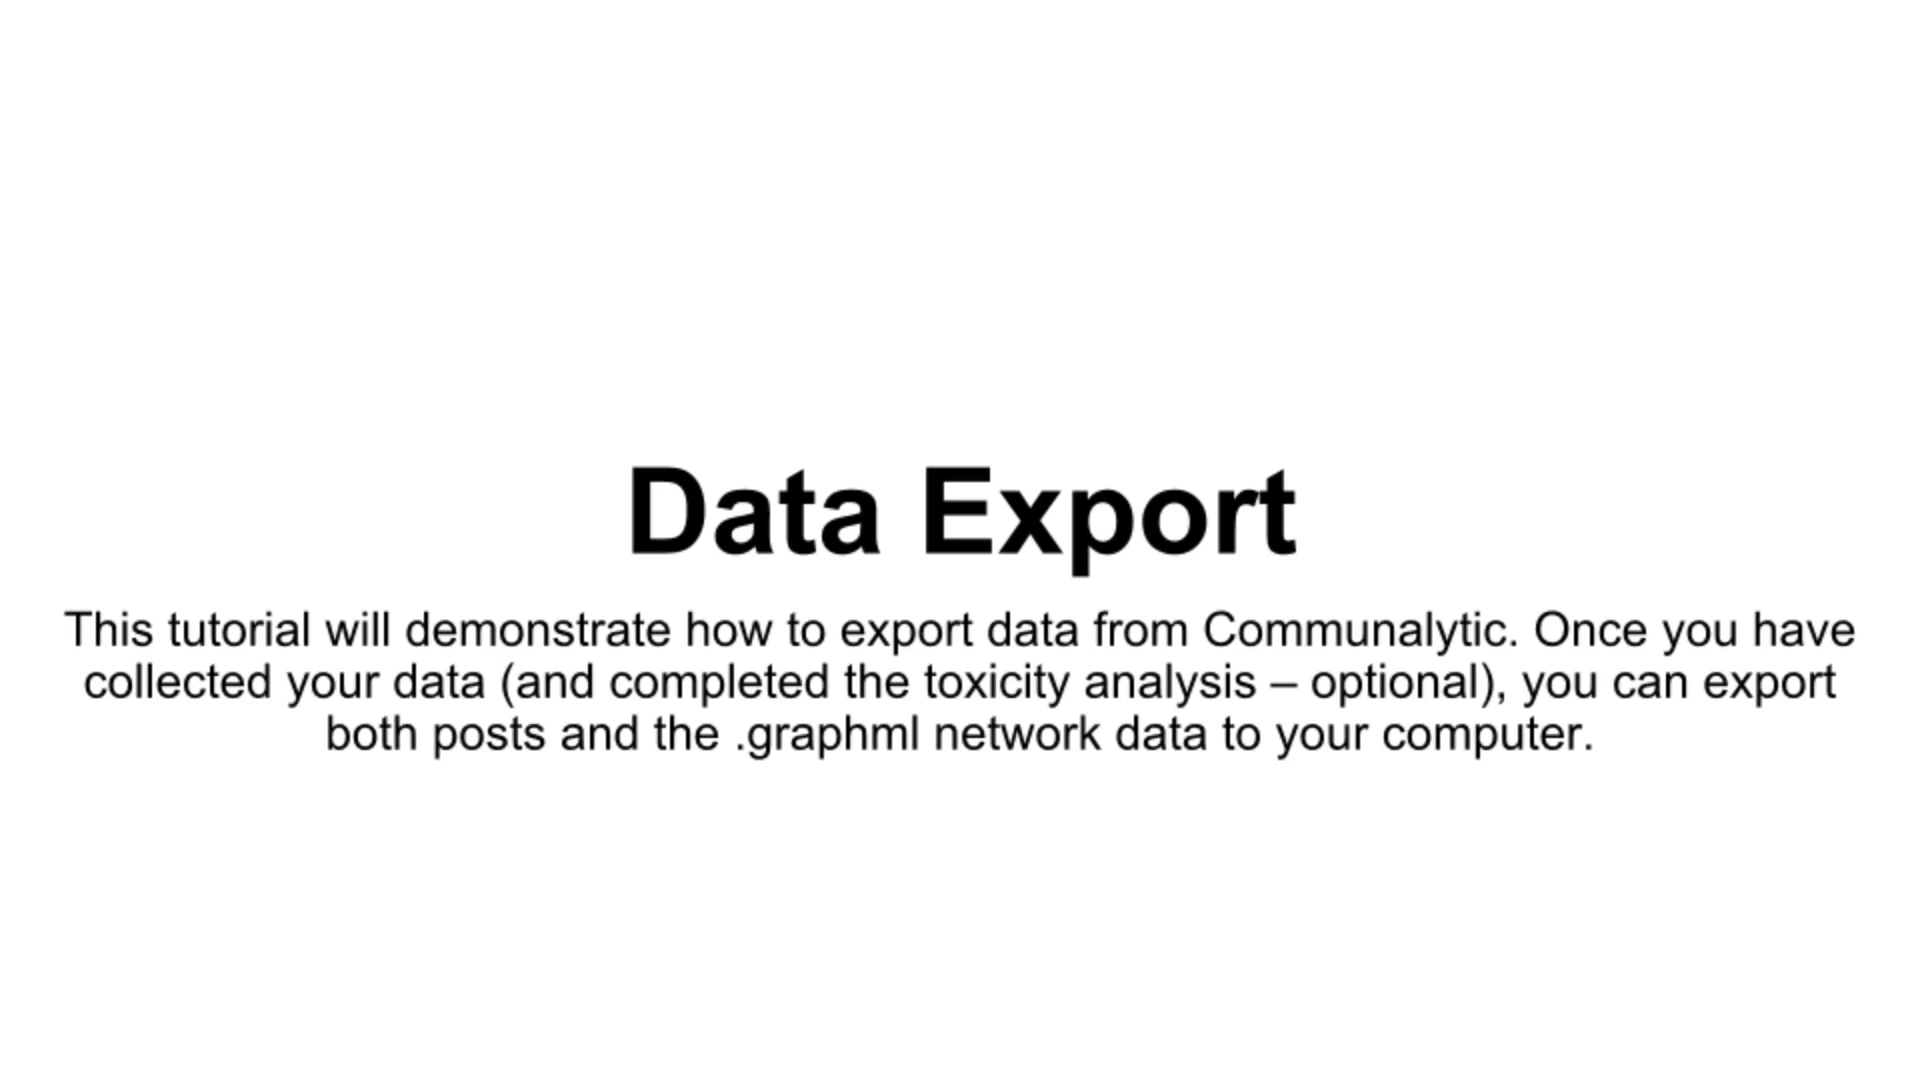 Data Export
This tutorial will demonstrate how to export data from Communalytic. Once you have
collected your data (and completed the toxicity analysis – optional), you can export
both posts and the .graphml network data to your computer.